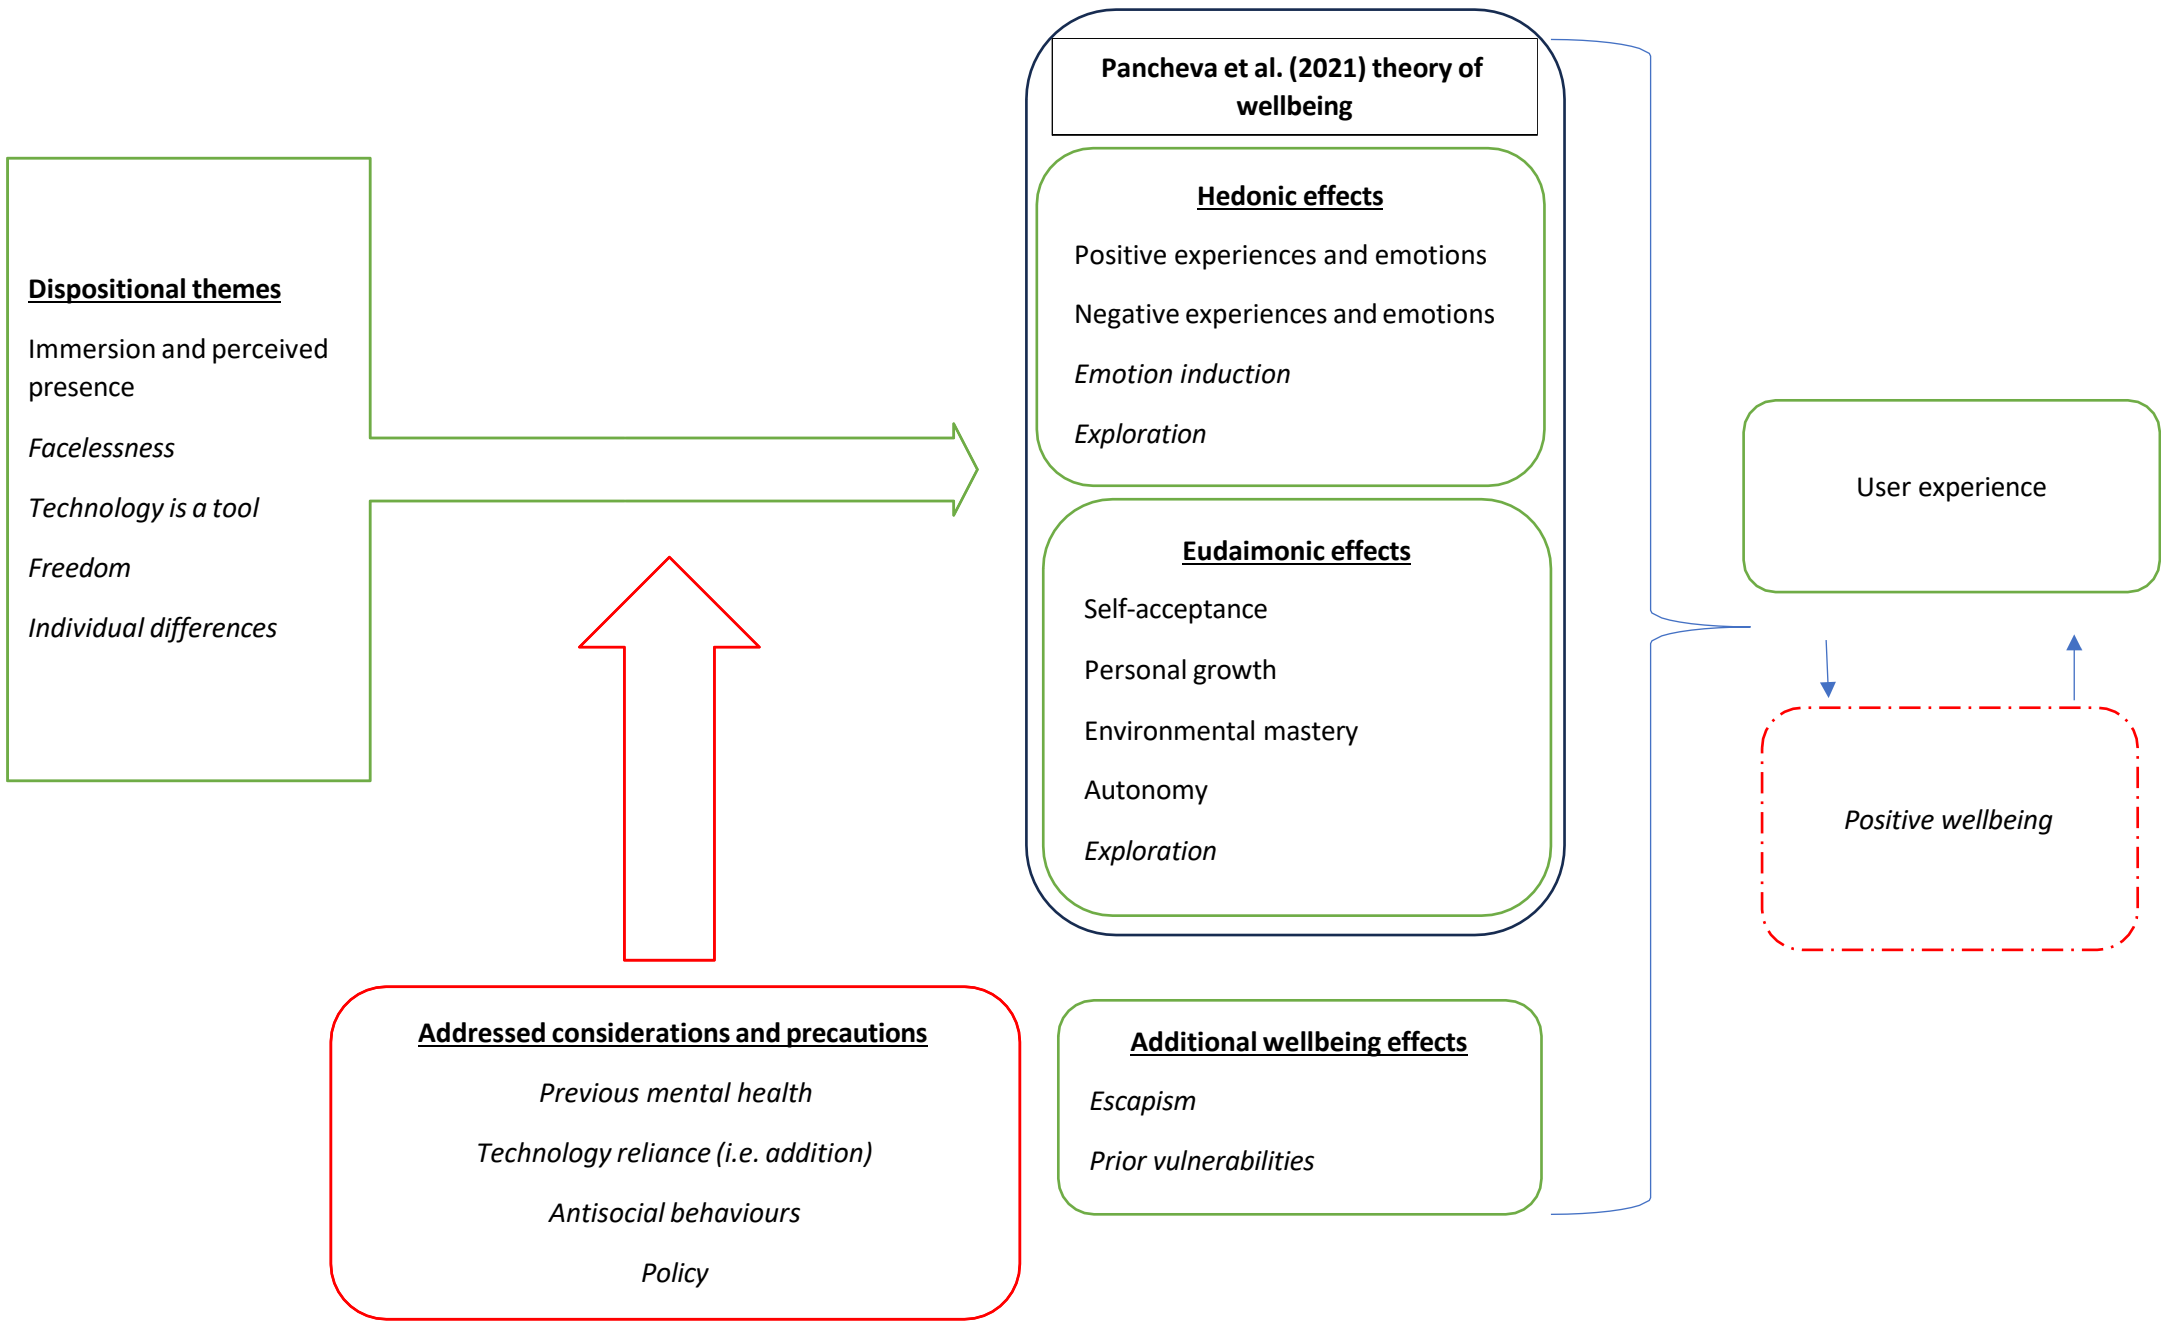 Dispositional themes
Immersion and perceived
presence
Facelessness
Technology is a tool
Freedom
Individual differences
Pancheva et al. (2021) theory of
wellbeing
Hedonic effects
Positive experiences and emotions
Negative experiences and emotions
Emotion induction
Exploration
Eudaimonic effects
Self-acceptance
Personal growth
Environmental mastery
Autonomy
Exploration
Addressed considerations and precautions
Previous mental health
Technology reliance (i.e. addition)
Antisocial behaviours
Policy
Additional wellbeing effects
Escapism
Prior vulnerabilities
User experience
Positive wellbeing